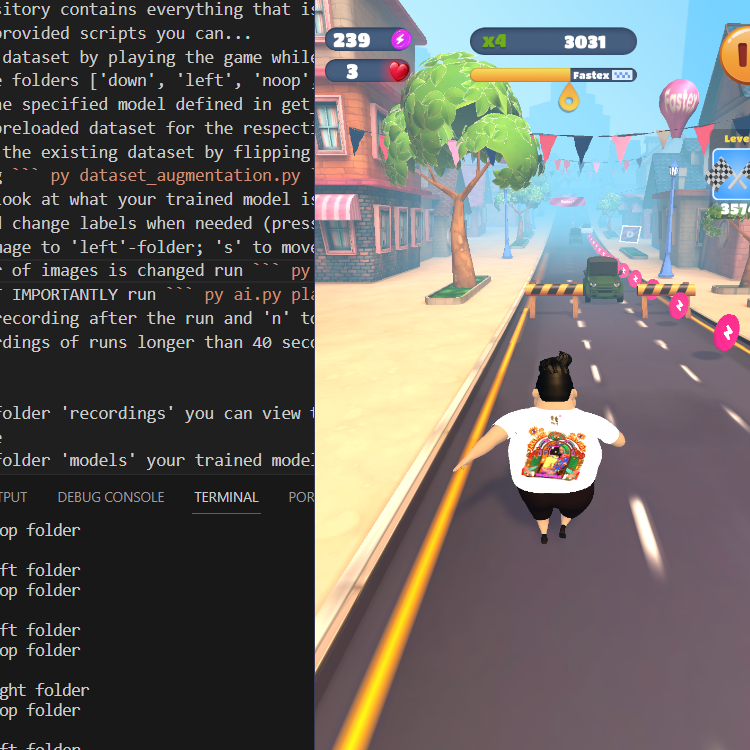 sitory contains everything that is
provided scripts you can...
dataset by playing the game while
e folders ['down', 'left', 'noop',
he specified model defined in get_
preloaded dataset for the respecti
the existing dataset by flipping
g ``` py dataset_augmentation.py `
look at what your trained model is
d change labels when needed (press
mage to 'left'-folder; 's' to move
r of images is changed run ``` py
T IMPORTANTLY run ``` py ai.py pla
recording after the run and 'n' to
rdings of runs longer than 40 seco
folder 'recordings' you can view t
e
folder 'models' your trained model
TPUT DEBUG CONSOLE TERMINAL POR
op folder
ft folder
op folder
ft folder
op folder
ght folder
op folder
ft folder
239
3
x4 3031
Fastex
Faster
Leve
3574